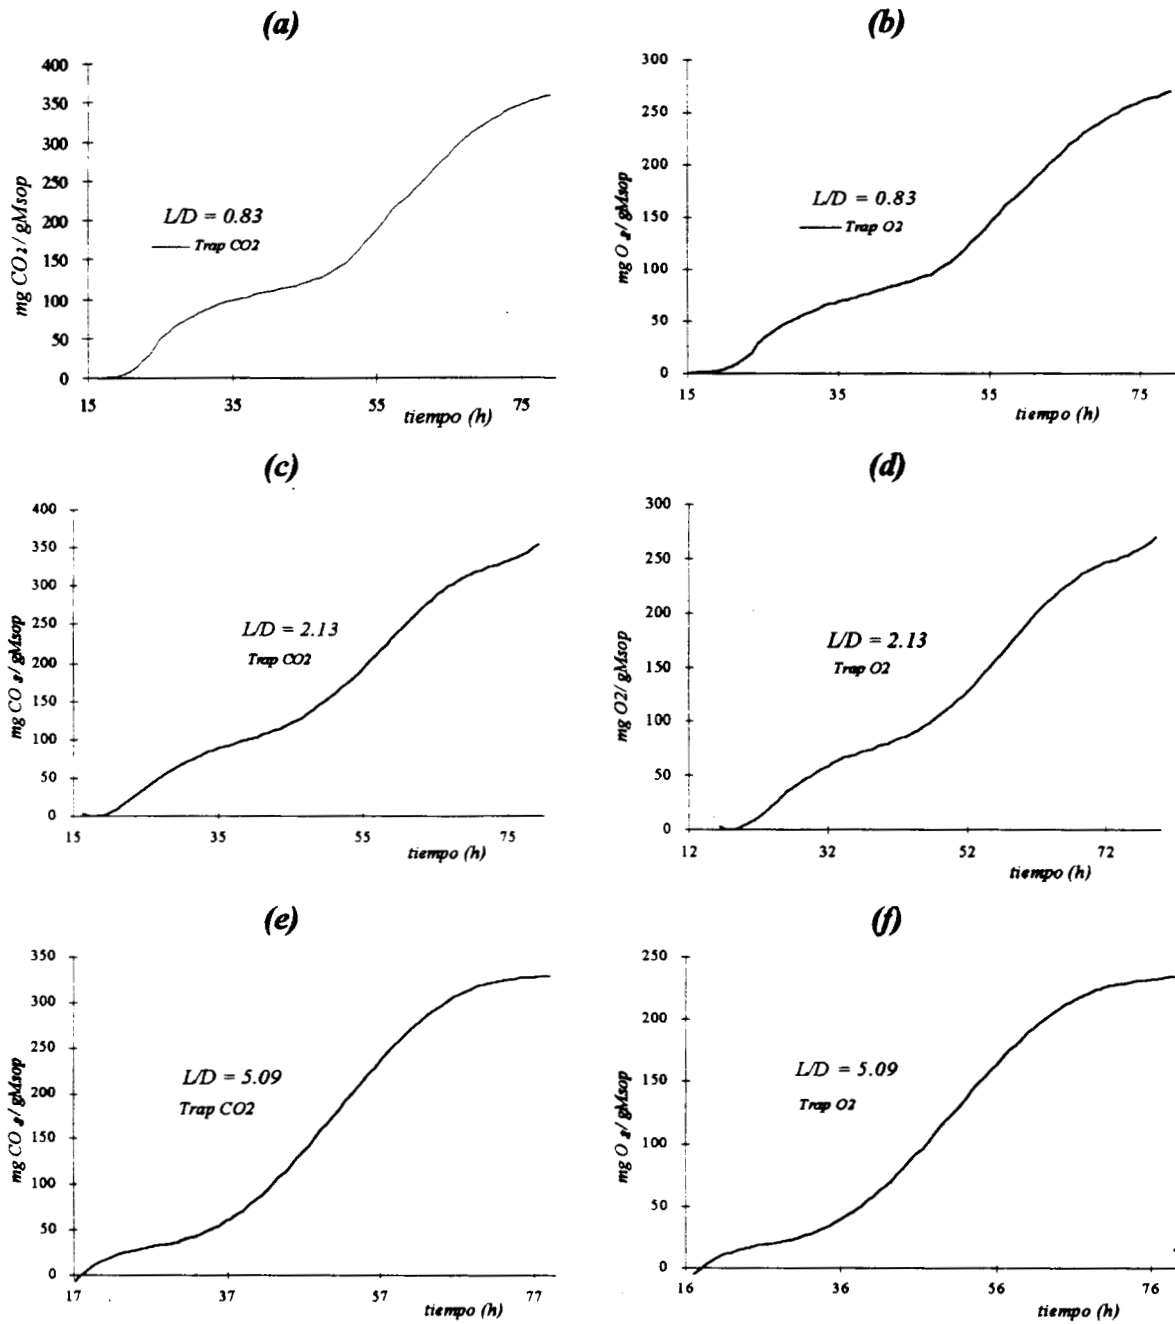 (a)
400
350
300
250
200
150
100
50
0
mg CO2 / gMsop
L/D = 0.83
Trap CO2
15 35 55 75
tiempo (h)
(b)
300
250
200
150
100
50
0
mg O2 / gMsop
L/D = 0.83
Trap O2
15 35 55 75
tiempo (h)
(c)
400
350
300
250
200
150
100
50
0
mg CO2 / gMsop
L/D = 2.13
Trap CO2
15 35 55 75
tiempo (h)
(d)
300
250
200
150
100
50
0
mg O2/ gMsop
L/D = 2.13
Trap O2
12 32 52 72
tiempo (h)
(e)
350
300
250
200
150
100
50
0
mg CO2 / gMsop
L/D = 5.09
Trap CO2
17 37 57 77
tiempo (h)
(f)
250
200
150
100
50
0
mg O2 / gMsop
L/D = 5.09
Trap O2
16 36 56 76
tiempo (h)